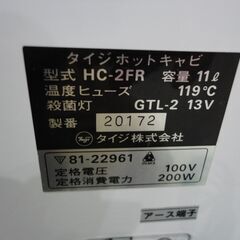 タイジホットキャビ
型式 HC-2FR 容量 11ℓ
温度ヒューズ 119℃
殺菌灯 GTL-2 13V
製番 20172
タイジ株式会社
81-22961
定格電圧 100V
定格消費電力 200W
アース端子